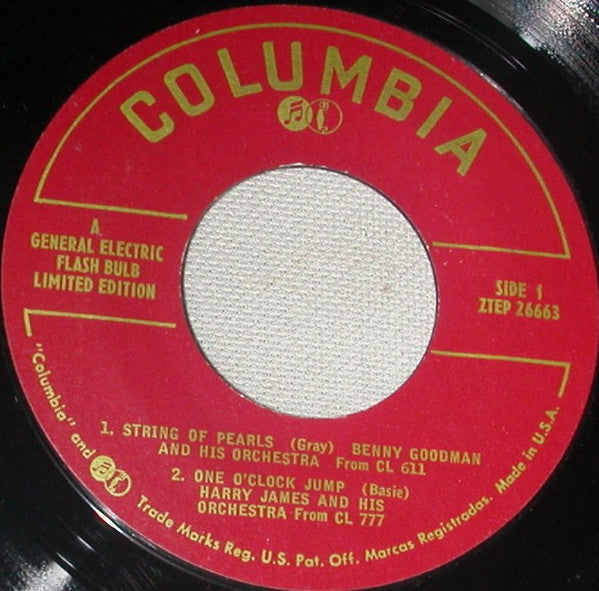 COLUMBIA
A
GENERAL ELECTRIC
FLASH BULB
LIMITED EDITION
SIDE 1
ZTEP 26663
1. STRING OF PEARLS (Gray) BENNY GOODMAN
AND HIS ORCHESTRA From CL 611
2. ONE O'CLOCK JUMP (Basie)
HARRY JAMES AND HIS
ORCHESTRA From CL 777
"Columbia" and Trade Marks Reg. U.S. Pat. Off. Marcas Registradas. Made in U.S.A.